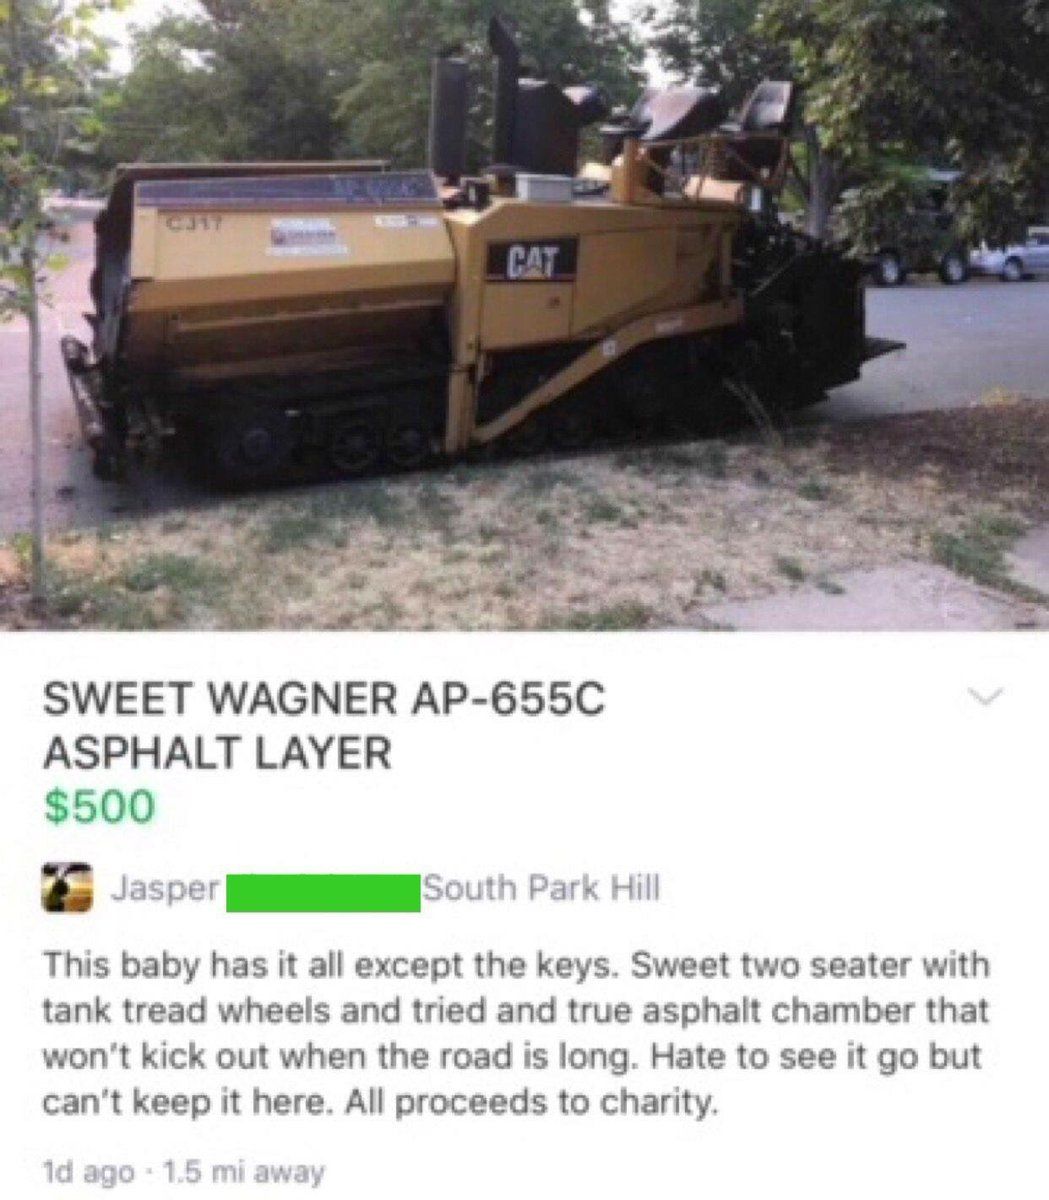 CJ17
CAT
SWEET WAGNER AP-655C
ASPHALT LAYER
$500
Jasper South Park Hill
This baby has it all except the keys. Sweet two seater with
tank tread wheels and tried and true asphalt chamber that
won't kick out when the road is long. Hate to see it go but
can't keep it here. All proceeds to charity.
1d ago · 1.5 mi away